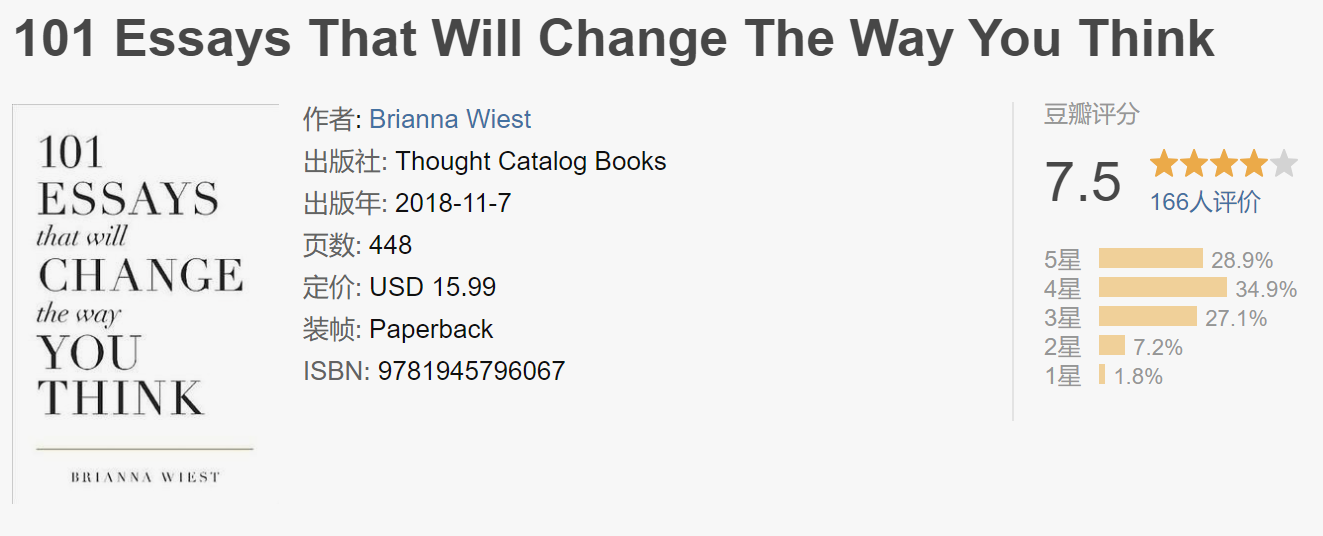 101 Essays That Will Change The Way You Think
101
ESSAYS
that will
CHANGE
the way
YOU
THINK
BRIANNA WIEST
作者: Brianna Wiest
出版社: Thought Catalog Books
出版年: 2018-11-7
页数: 448
定价: USD 15.99
装帧: Paperback
ISBN: 9781945796067
豆瓣评分
7.5
166人评价
5星 28.9%
4星 34.9%
3星 27.1%
2星 7.2%
1星 1.8%